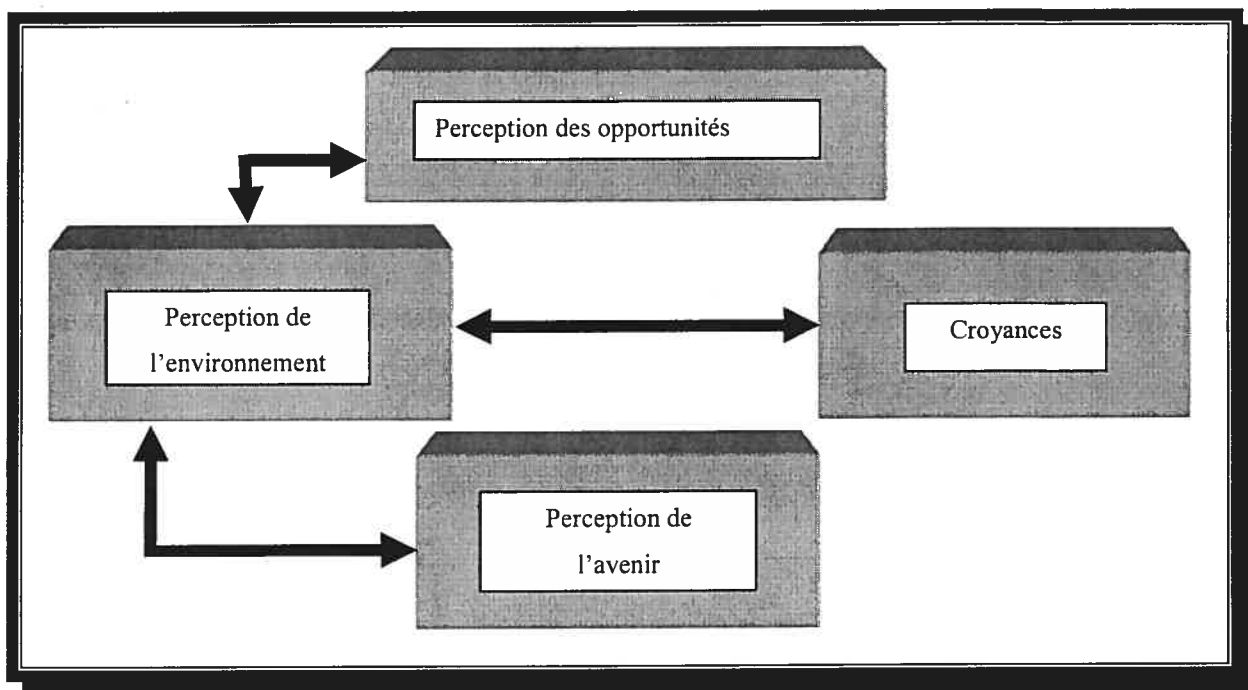 Perception des opportunités
Perception de
l'environnement
Croyances
Perception de
l'avenir